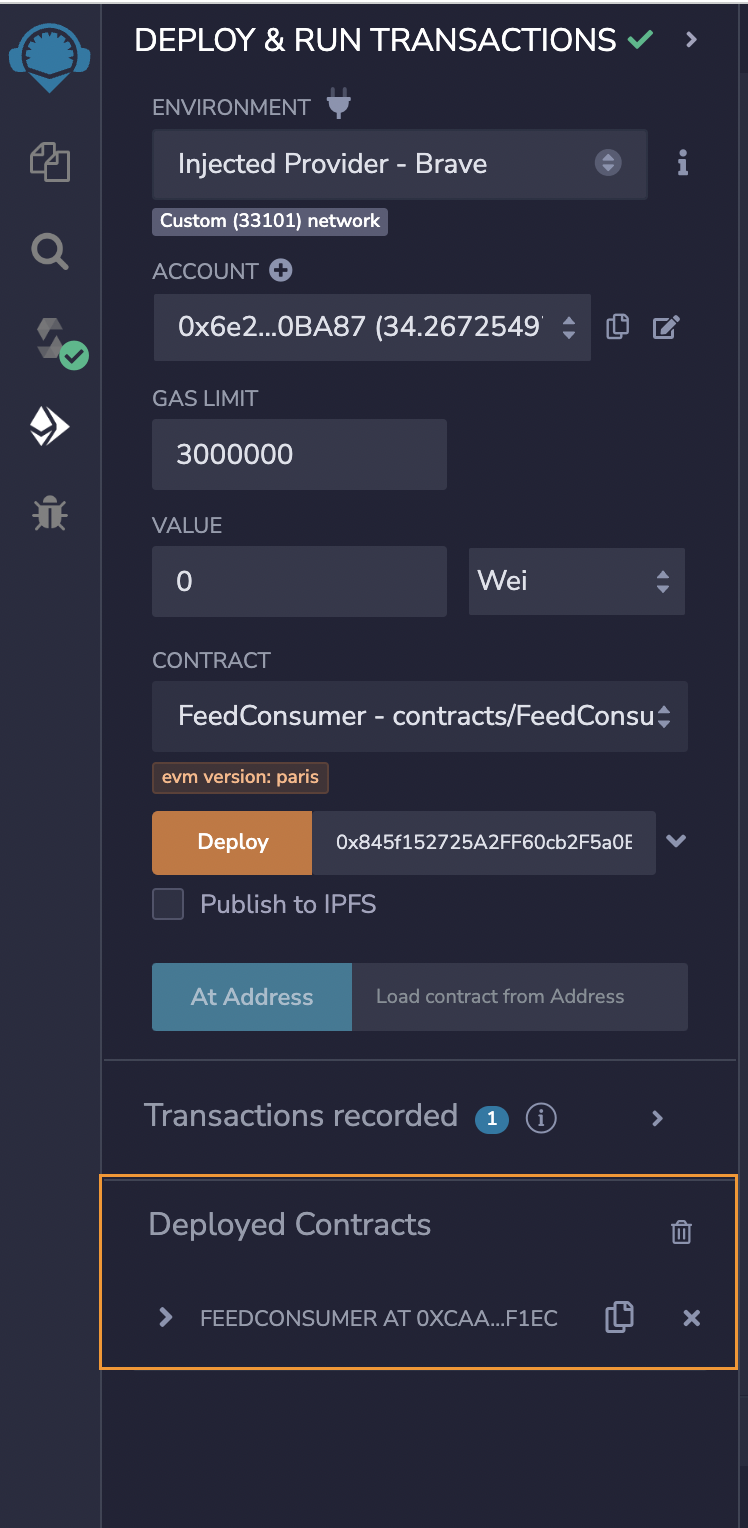 DEPLOY & RUN TRANSACTIONS
ENVIRONMENT
Injected Provider - Brave
Custom (33101) network
ACCOUNT
0x6e2...0BA87 (34.26725497
GAS LIMIT
3000000
VALUE
0 Wei
CONTRACT
FeedConsumer - contracts/FeedConsu
evm version: paris
Deploy 0x845f152725A2FF60cb2F5a0E
Publish to IPFS
At Address Load contract from Address
Transactions recorded 1
Deployed Contracts
FEEDCONSUMER AT 0XCAA...F1EC